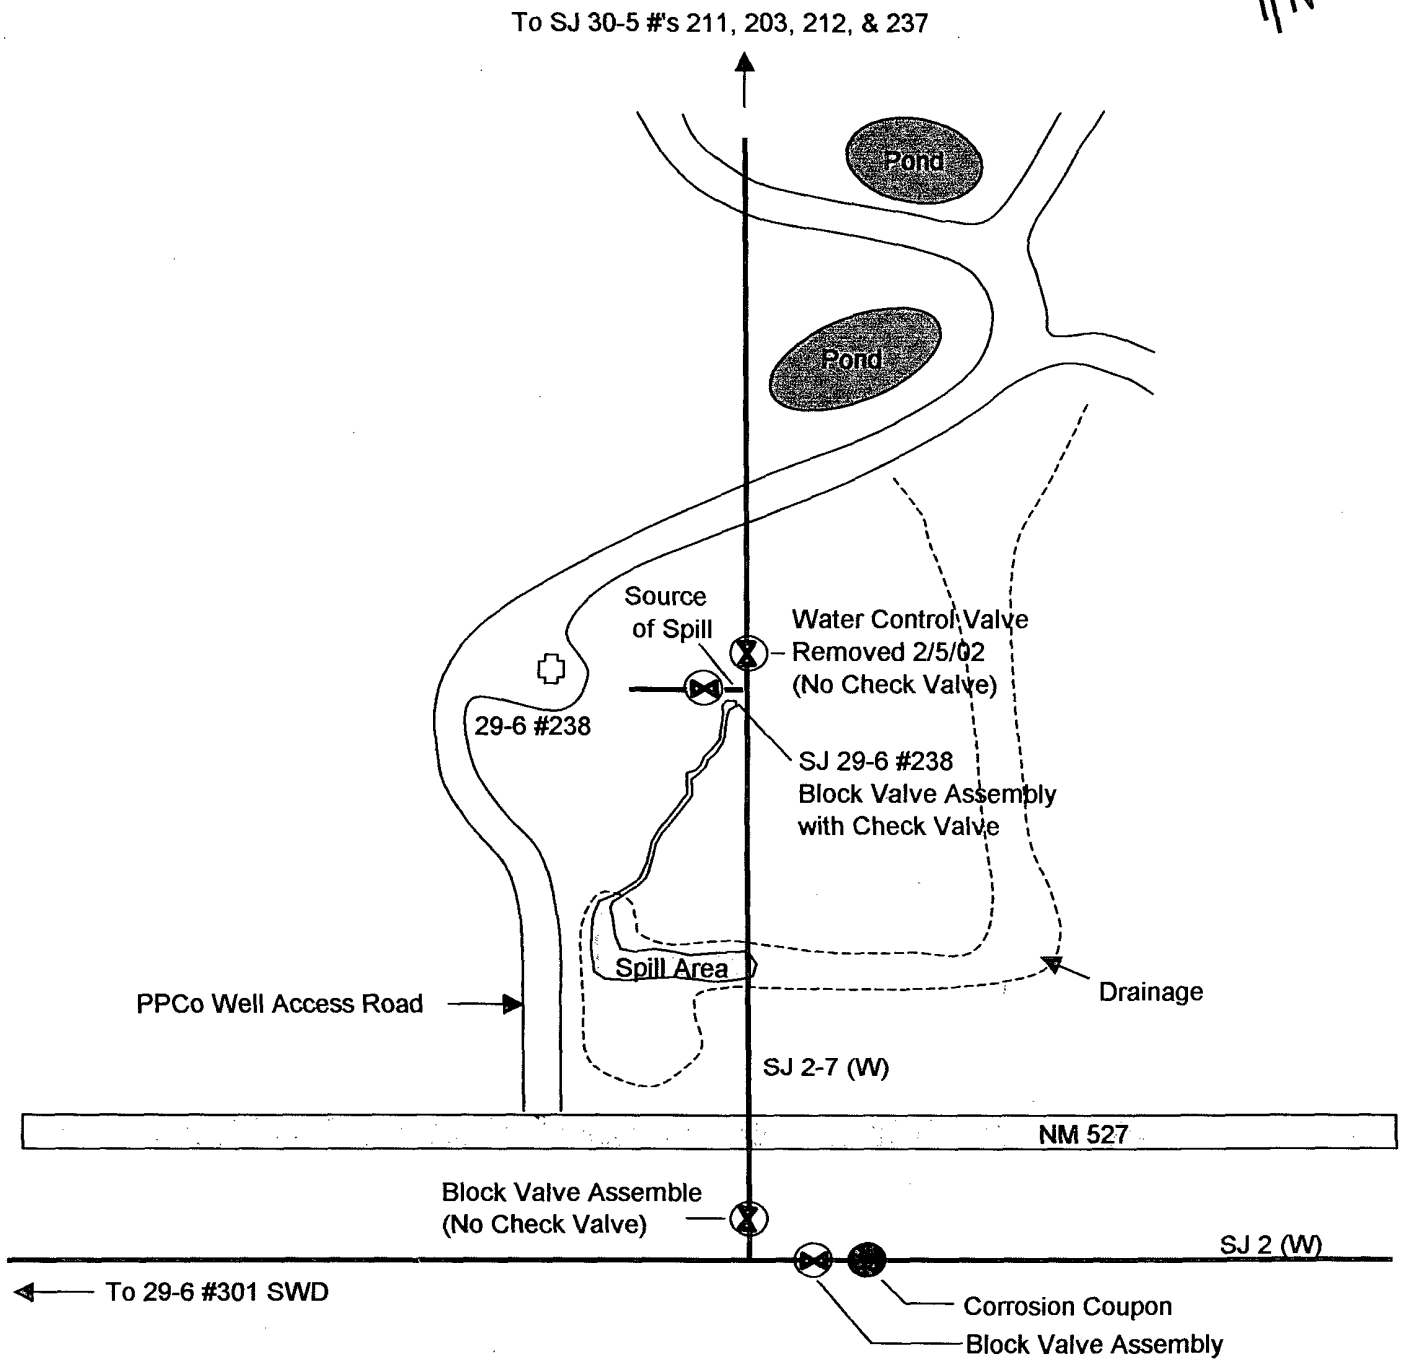 To SJ 30-5 #'s 211, 203, 212, & 237
N
Pond
Pond
Source
of Spill
Water Control Valve
Removed 2/5/02
(No Check Valve)
29-6 #238
SJ 29-6 #238
Block Valve Assembly
with Check Valve
Spill Area
PPCo Well Access Road
Drainage
SJ 2-7 (W)
NM 527
Block Valve Assemble
(No Check Valve)
SJ 2 (W)
To 29-6 #301 SWD
Corrosion Coupon
Block Valve Assembly